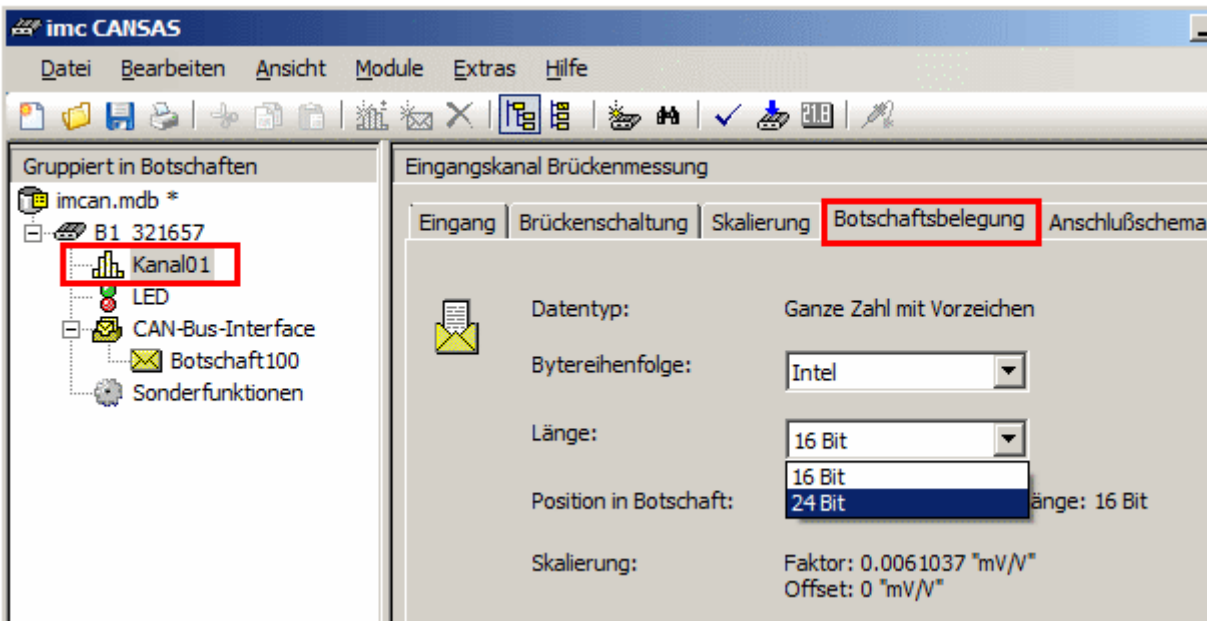 imc CANSAS
Datei Bearbeiten Ansicht Module Extras Hilfe
21.8
Gruppiert in Botschaften
imcan.mdb *
B1 321657
Kanal01
LED
CAN-Bus-Interface
Botschaft100
Sonderfunktionen
Eingangskanal Brückenmessung
Eingang Brückenschaltung Skalierung Botschaftsbelegung Anschlußschema
Datentyp: Ganze Zahl mit Vorzeichen
Bytereihenfolge: Intel
Länge: 16 Bit
16 Bit
24 Bit
Position in Botschaft: änge: 16 Bit
Skalierung: Faktor: 0.0061037 "mV/V"
Offset: 0 "mV/V"